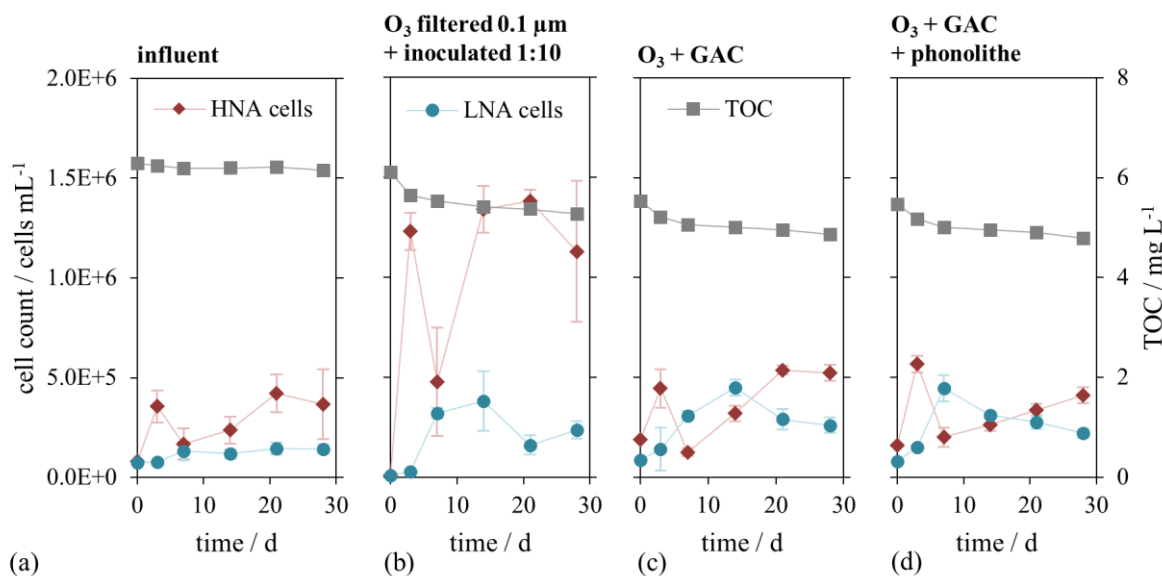 influent
O₃ filtered 0.1 µm
+ inoculated 1:10
O₃ + GAC
O₃ + GAC
+ phonolithe
HNA cells
LNA cells
TOC
cell count / cells mL⁻¹
2.0E+6
1.5E+6
1.0E+6
5.0E+5
0.0E+0
TOC / mg L⁻¹
8
6
4
2
0
0 10 20 30
0 10 20 30
0 10 20 30
0 10 20 30
time / d
time / d
time / d
time / d
(a)
(b)
(c)
(d)